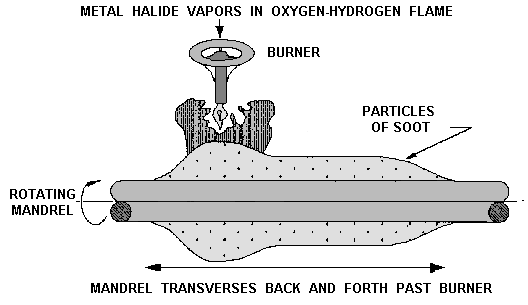 METAL HALIDE VAPORS IN OXYGEN-HYDROGEN FLAME
BURNER
PARTICLES
OF SOOT
ROTATING
MANDREL
MANDREL TRANSVERSES BACK AND FORTH PAST BURNER